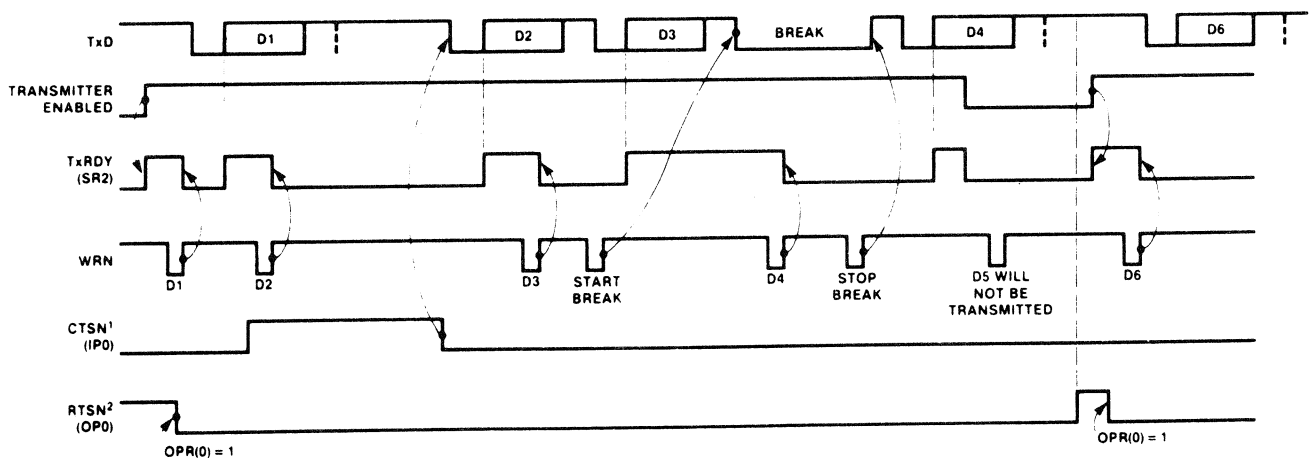 TxD
D1
D2
D3
BREAK
D4
D6
TRANSMITTER
ENABLED
TxRDY
(SR2)
WRN
D1
D2
D3
START
BREAK
D4
STOP
BREAK
D5 WILL
NOT BE
TRANSMITTED
D6
CTSN¹
(IP0)
RTSN²
(OP0)
OPR(0) = 1
OPR(0) = 1